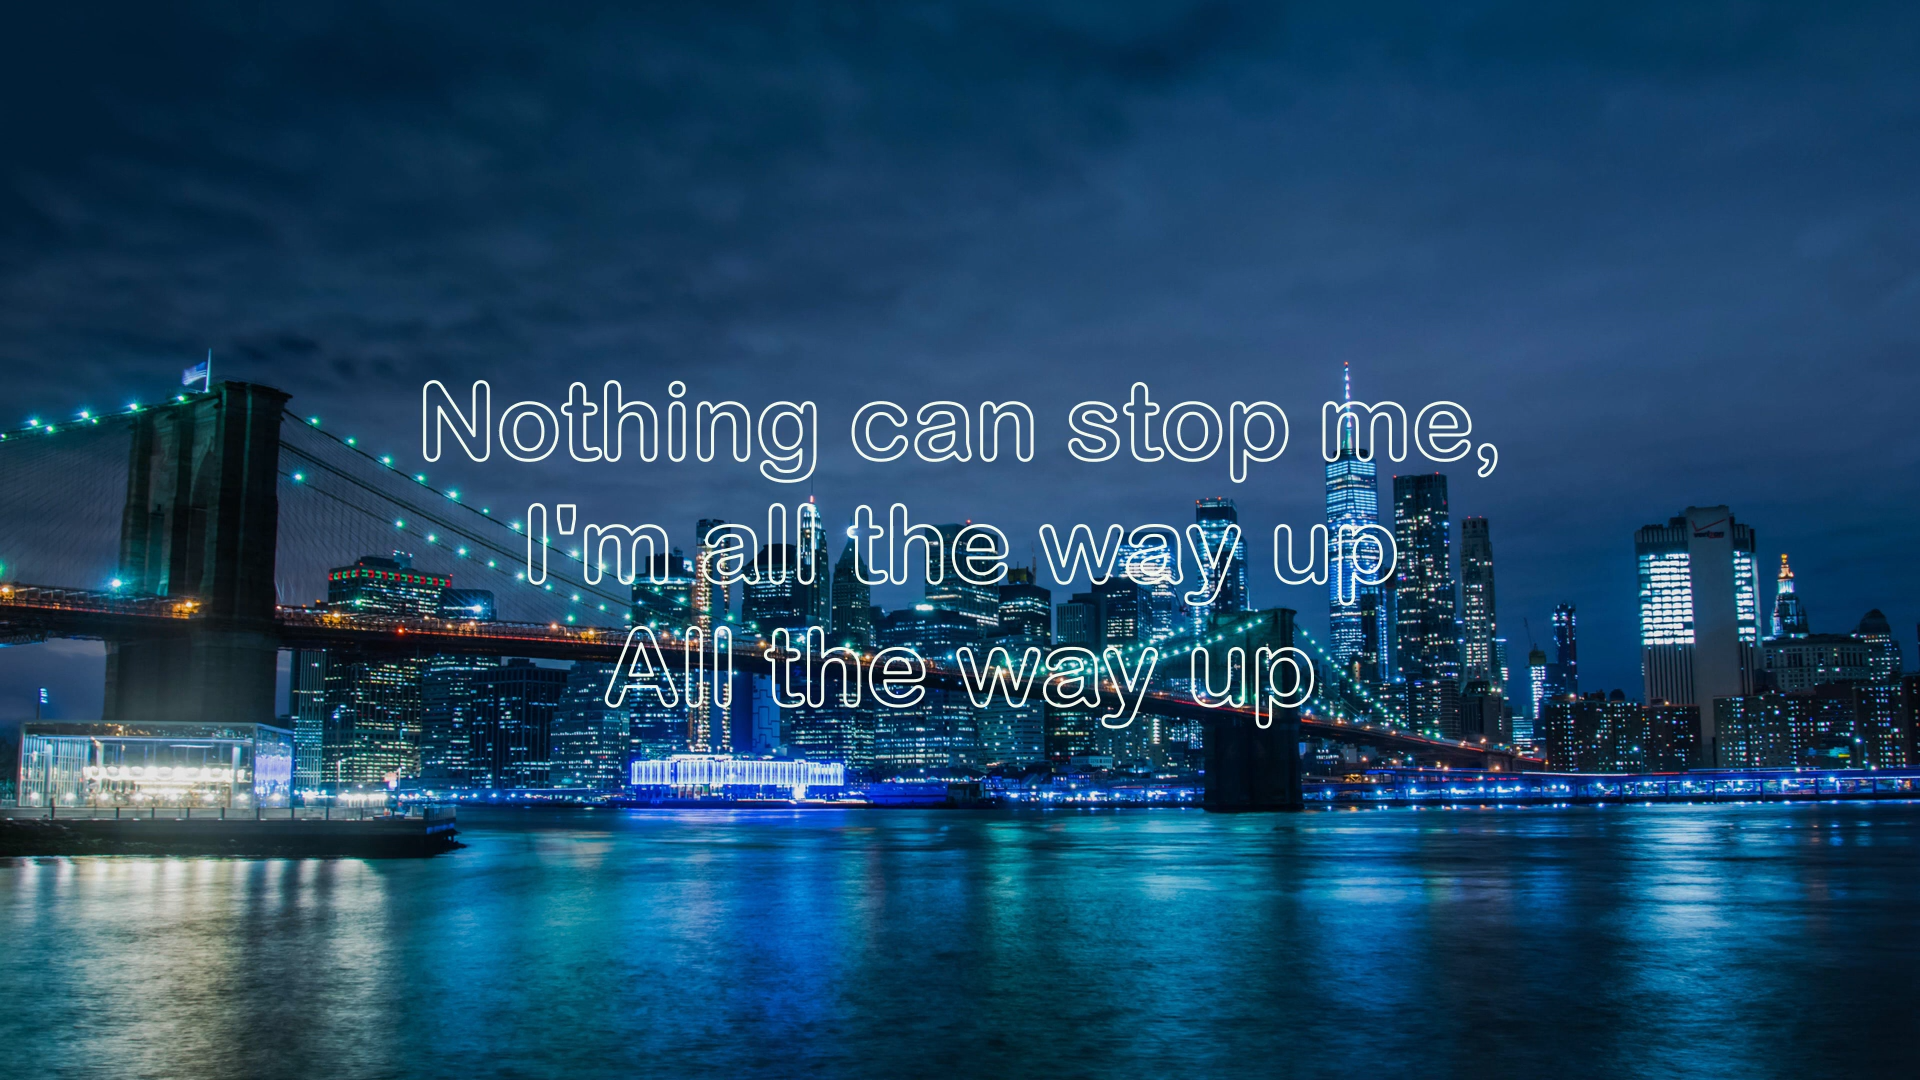 Nothing can stop me,
I'm all the way up
All the way up